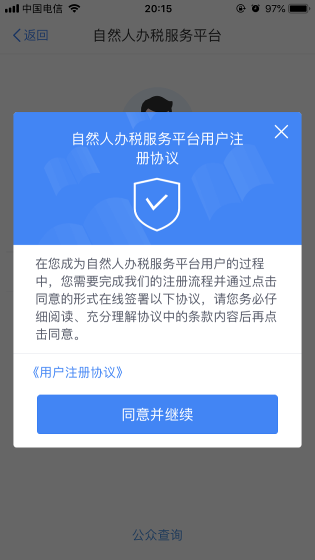 中国电信
20:15
97%
返回
自然人办税服务平台
自然人办税服务平台用户注
册协议
在您成为自然人办税服务平台用户的过程
中，您需要完成我们的注册流程并通过点击
同意的形式在线签署以下协议，请您务必仔
细阅读、充分理解协议中的条款内容后再点
击同意。
《用户注册协议》
同意并继续
公众查询